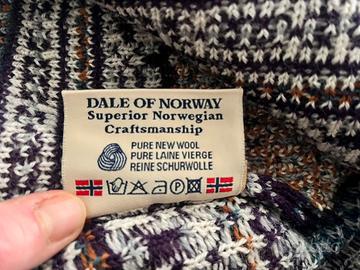 DALE OF NORWAY
Superior Norwegian
Craftsmanship
PURE NEW WOOL
PURE LAINE VIERGE
REINE SCHURWOLLE